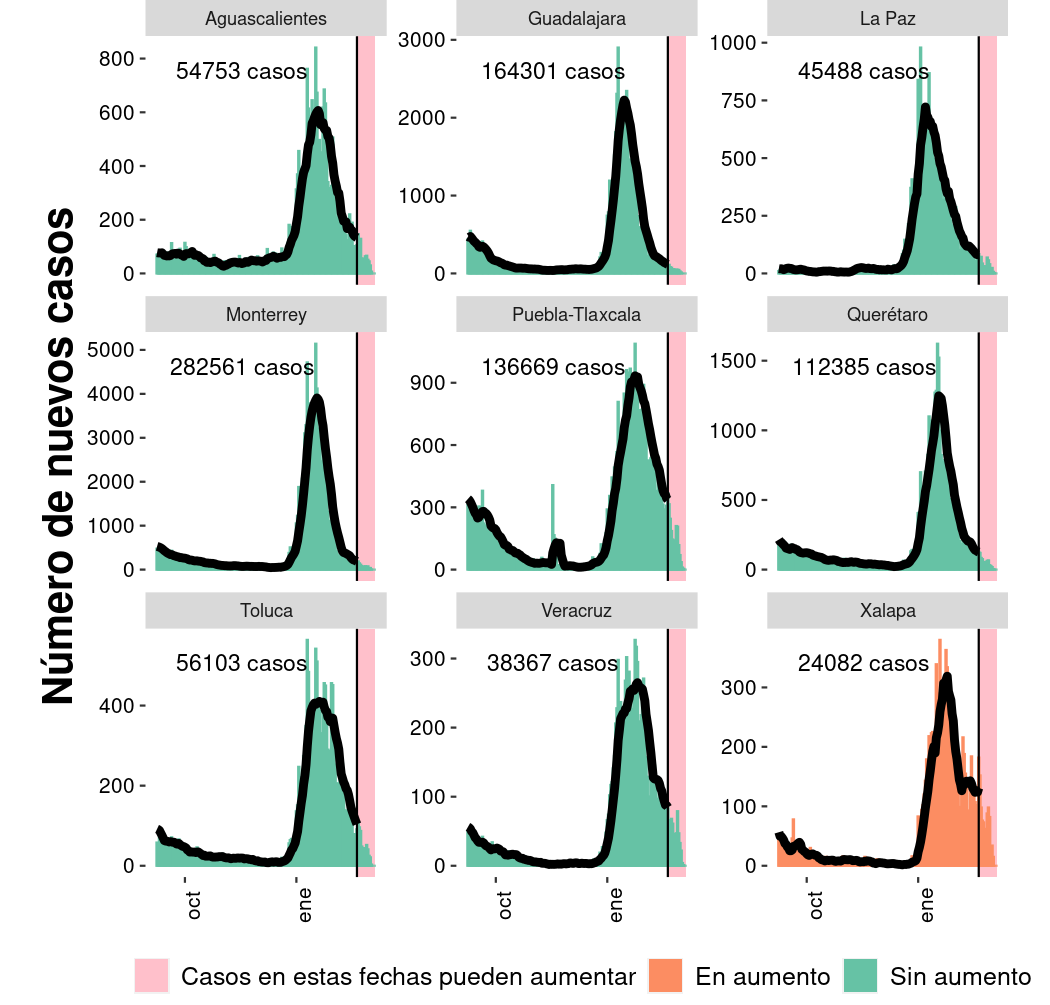 Número de nuevos casos
Aguascalientes
Guadalajara
La Paz
800
600
400
200
0
54753 casos
3000
2000
1000
0
164301 casos
1000
750
500
250
0
45488 casos
Monterrey
Puebla-Tlaxcala
Querétaro
5000
4000
3000
2000
1000
0
282561 casos
900
600
300
0
136669 casos
1500
1000
500
0
112385 casos
Toluca
Veracruz
Xalapa
400
200
0
56103 casos
300
200
100
0
38367 casos
300
200
100
0
24082 casos
oct
ene
oct
ene
oct
ene
Casos en estas fechas pueden aumentar
En aumento
Sin aumento